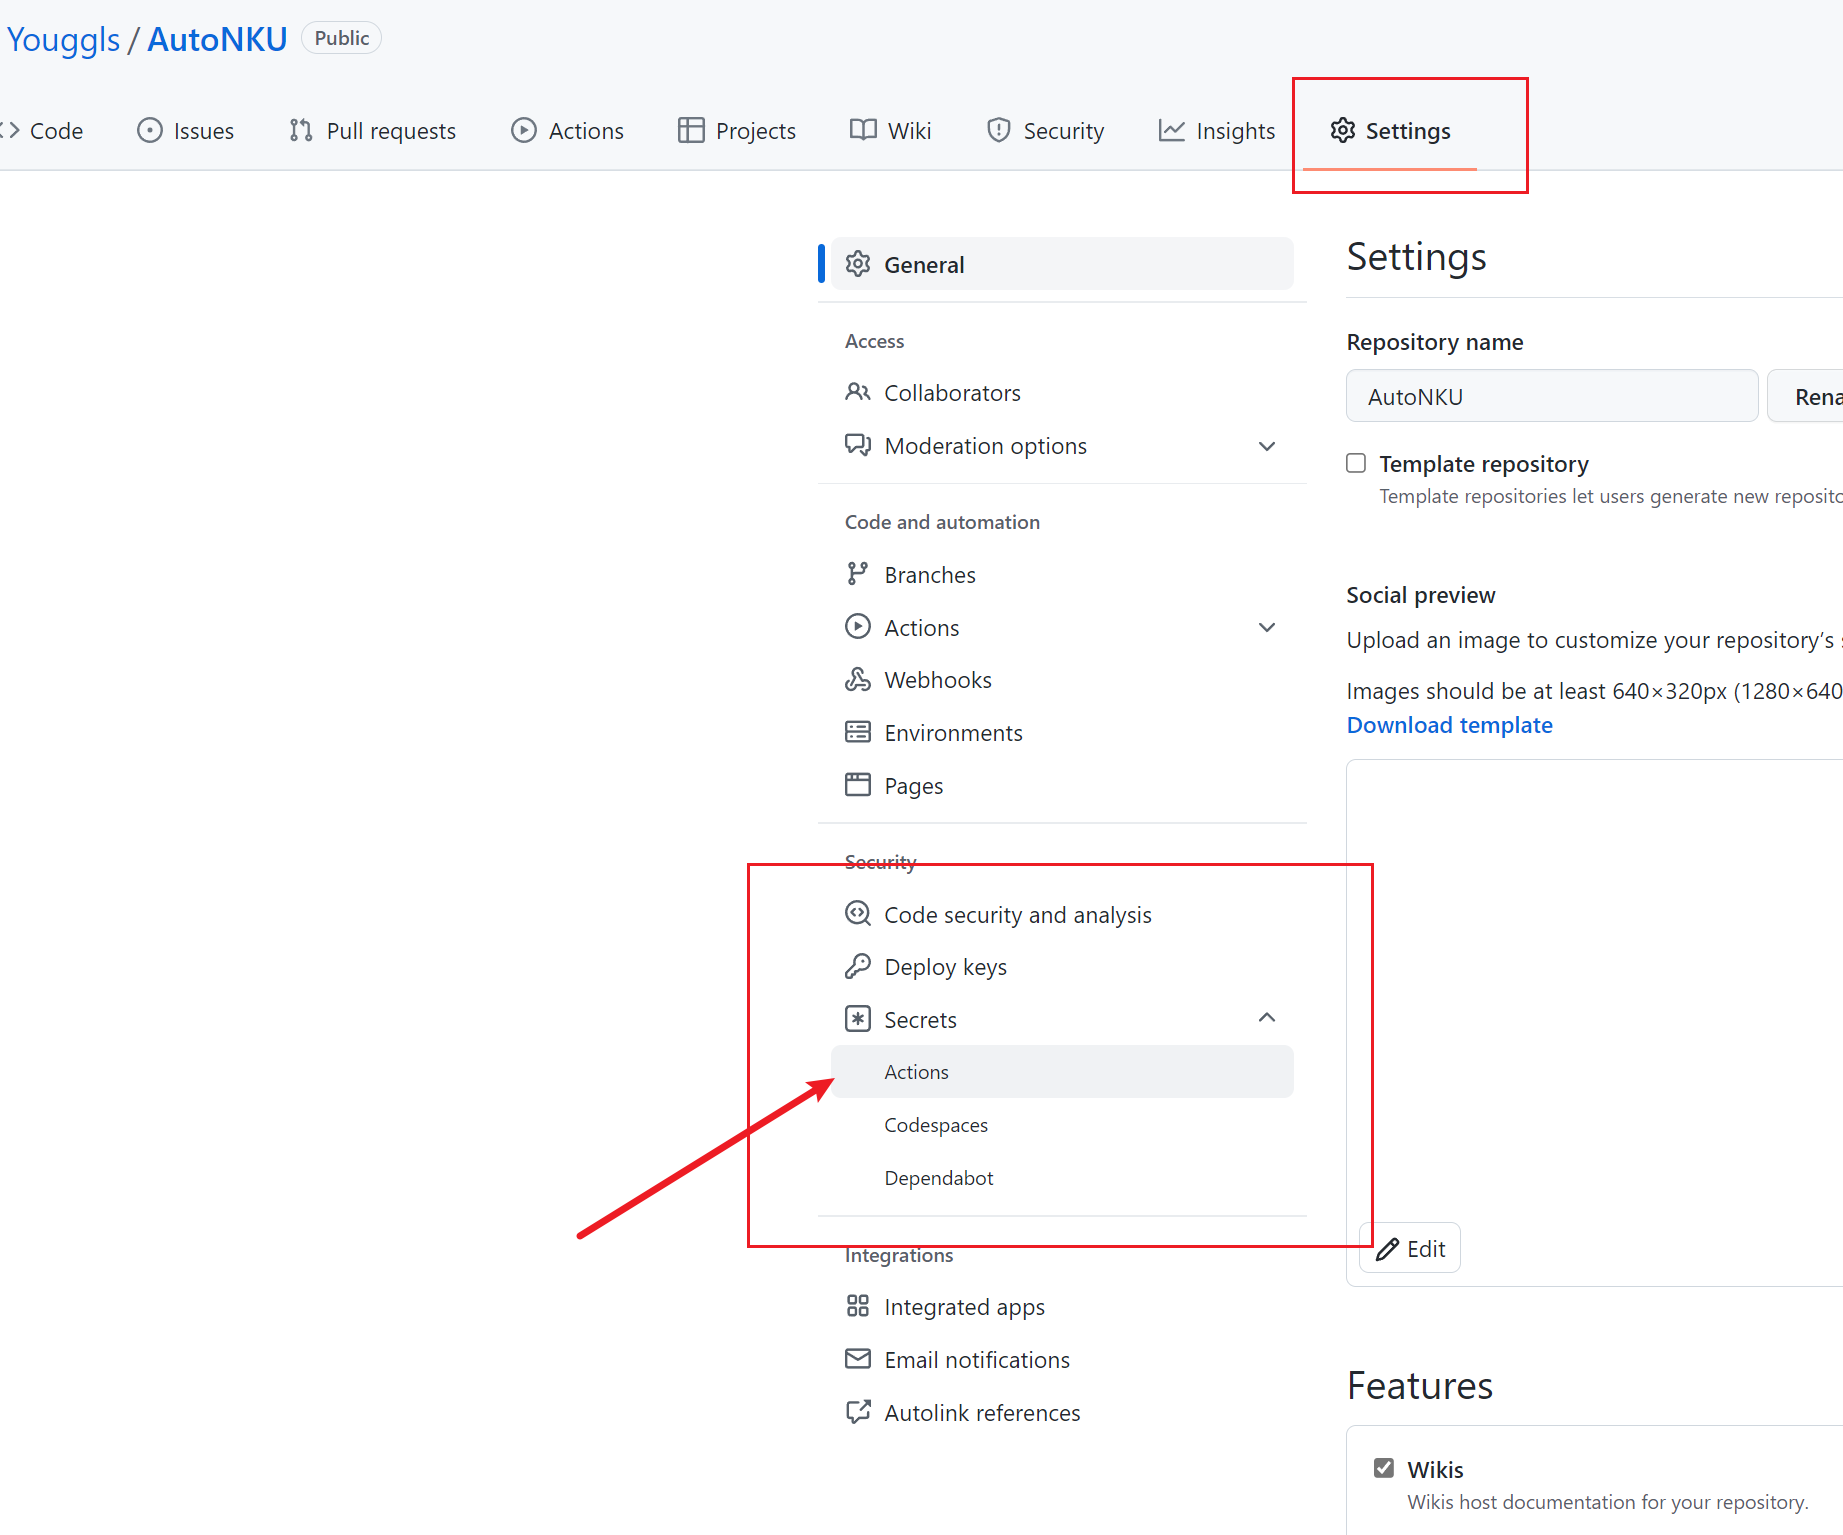 Youggls / AutoNKU Public
Code Issues Pull requests Actions Projects Wiki Security Insights Settings
General
Access
Collaborators
Moderation options
Code and automation
Branches
Actions
Webhooks
Environments
Pages
Security
Code security and analysis
Deploy keys
Secrets
Actions
Codespaces
Dependabot
Integrations
Integrated apps
Email notifications
Autolink references
Settings
Repository name
AutoNKU Rena
Template repository
Template repositories let users generate new reposito
Social preview
Upload an image to customize your repository’s
Images should be at least 640×320px (1280×640
Download template
Edit
Features
Wikis
Wikis host documentation for your repository.